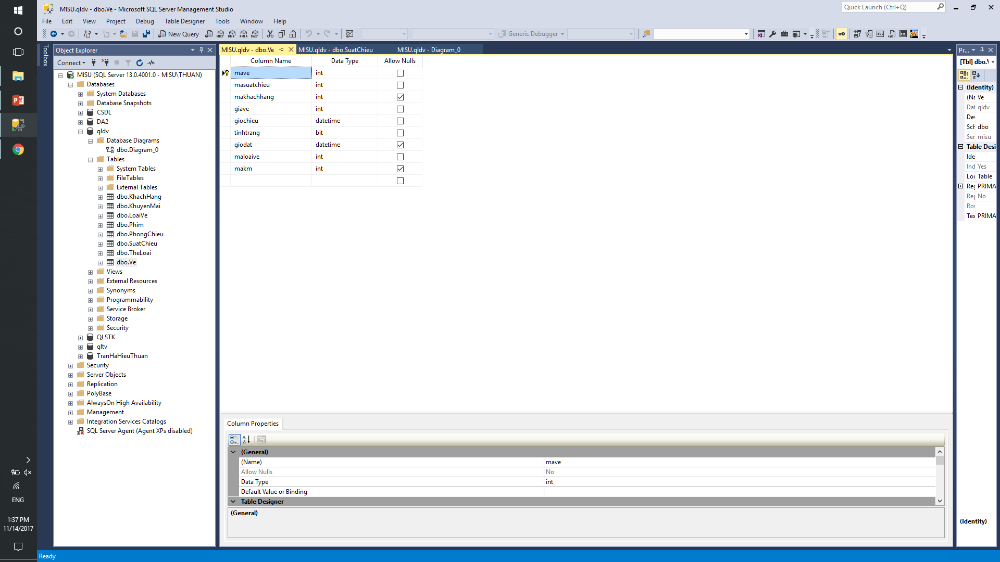 MISU.qldv - dbo.Ve - Microsoft SQL Server Management Studio
Quick Launch (Ctrl+Q)
File Edit View Project Debug Table Designer Tools Window Help
New Query
MDX DMX XMLA DAX
Generic Debugger
Toolbox
Object Explorer
Connect
MISU (SQL Server 13.0.4001.0 - MISU\THUAN)
Databases
System Databases
Database Snapshots
CSDL
DA2
qldv
Database Diagrams
dbo.Diagram_0
Tables
System Tables
FileTables
External Tables
dbo.KhachHang
dbo.KhuyenMai
dbo.LoaiVe
dbo.Phim
dbo.PhongChieu
dbo.SuatChieu
dbo.TheLoai
dbo.Ve
Views
External Resources
Synonyms
Programmability
Service Broker
Storage
Security
QLSTK
qltv
TranHaHieuThuan
Security
Server Objects
Replication
PolyBase
AlwaysOn High Availability
Management
Integration Services Catalogs
SQL Server Agent (Agent XPs disabled)
MISU.qldv - dbo.Ve MISU.qldv - dbo.SuatChieu MISU.qldv - Diagram_0
Column Name Data Type Allow Nulls
mave int
masuatchieu int
makhachhang int
giave int
giochieu datetime
tinhtrang bit
giodat datetime
maloaive int
makm int
Column Properties
(General)
(Name) mave
Allow Nulls No
Data Type int
Default Value or Binding
Table Designer
(General)
Pr...
[Tbl] dbo.V
(Identity)
(Na Ve
Dat qldv
Des
Sch dbo
Ser misu
Table Desi
Ide
Ind Yes
Loc Table
Reg PRIMA
Rep No
Rov
Tex PRIMA
(Identity)
ENG
1:37 PM
11/14/2017
Ready